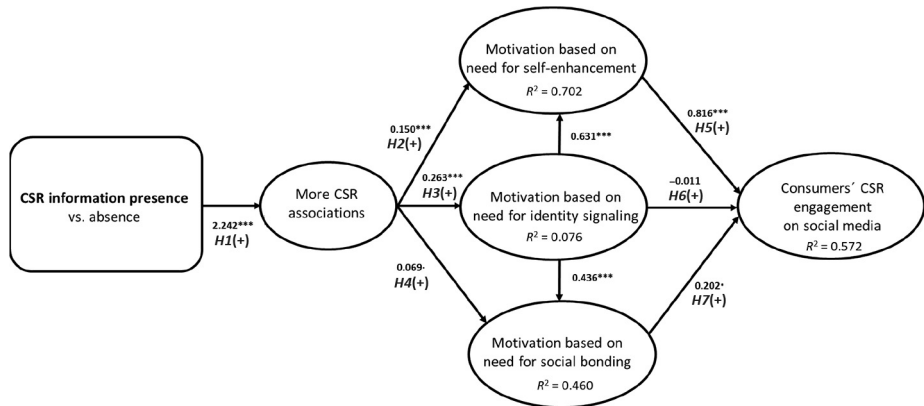 Motivation based on
need for self-enhancement
R² = 0.702
0.150***
H2(+)
0.631***
0.816***
H5(+)
CSR information presence
vs. absence
2.242***
H1(+)
More CSR
associations
0.263***
H3(+)
Motivation based on
need for identity signaling
R² = 0.076
–0.011
H6(+)
Consumers´ CSR
engagement
on social media
R² = 0.572
0.069·
H4(+)
0.436***
0.202·
H7(+)
Motivation based on
need for social bonding
R² = 0.460